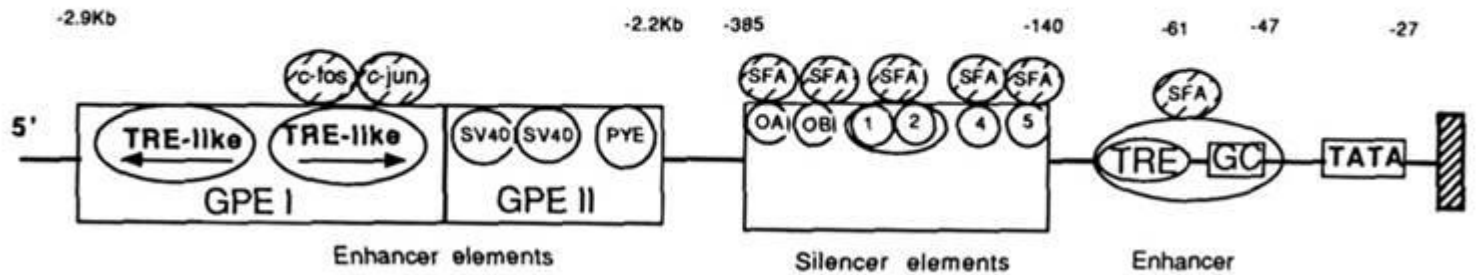 -2.9Kb -2.2Kb -385 -140 -61 -47 -27
c-fos c-jun SFA SFA SFA SFA SFA SFA
5' TRE-like TRE-like SV40 SV40 PYE OA OB 1 2 4 5 TRE GC TATA
GPE I GPE II
Enhancer elements Silencer elements Enhancer